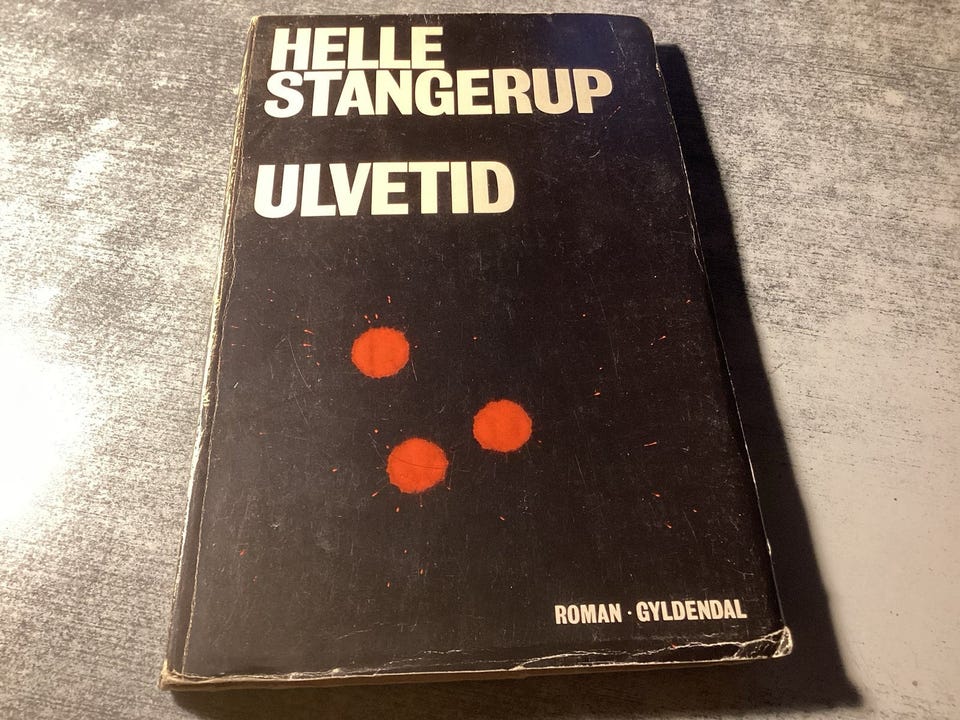 HELLE
STANGERUP
ULVETID
ROMAN · GYLDENDAL